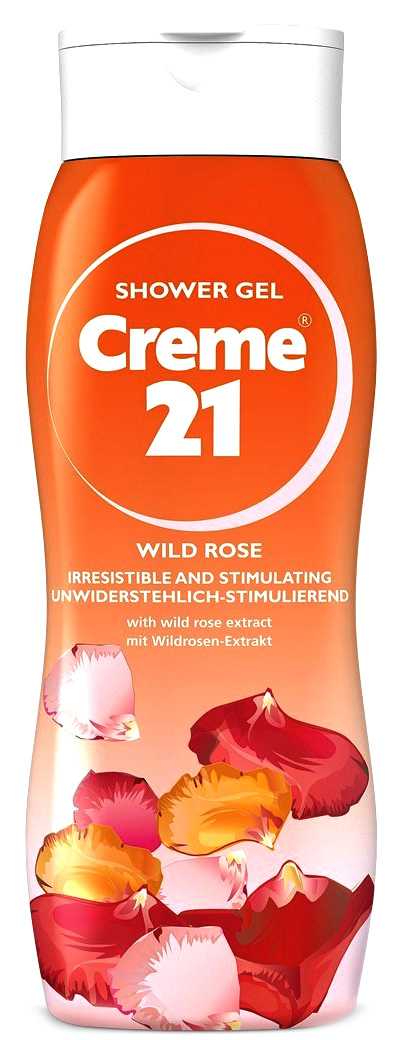 SHOWER GEL
Creme®
21
WILD ROSE
IRRESISTIBLE AND STIMULATING
UNWIDERSTEHLICH-STIMULIEREND
with wild rose extract
mit Wildrosen-Extrakt